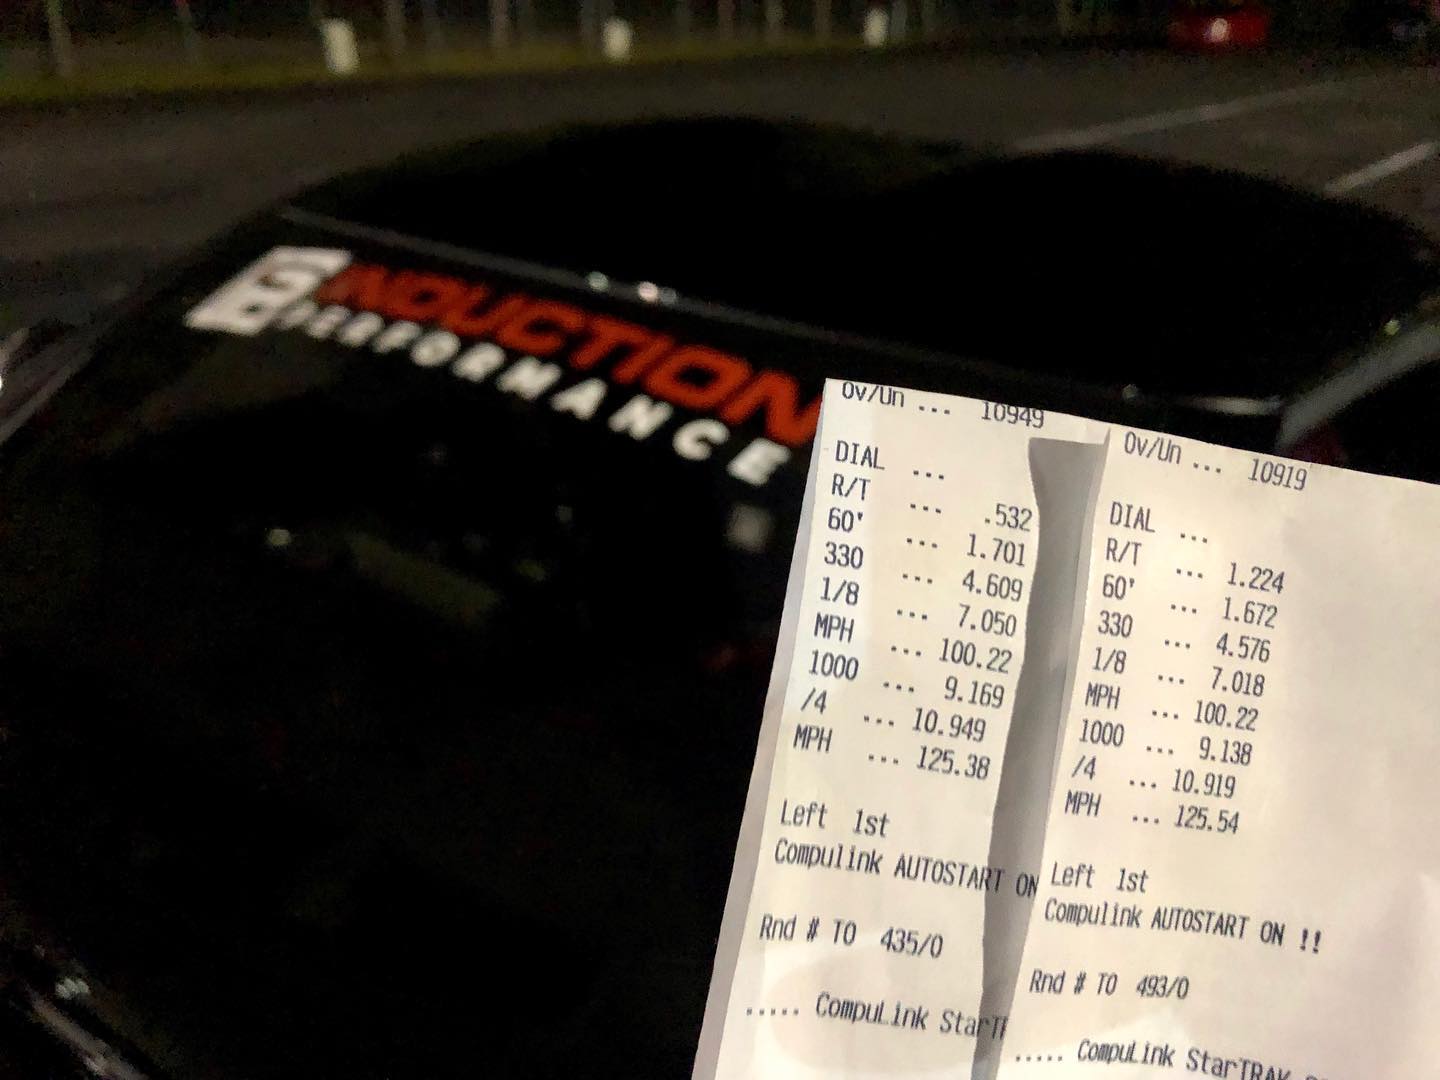 INDUCTION
PERFORMANCE
Ov/Un ... 10949
DIAL ...
R/T ... .532
60' ... 1.701
330 ... 4.609
1/8 ... 7.050
MPH ... 100.22
1000 ... 9.169
/4 ... 10.949
MPH ... 125.38
Left 1st
Compulink AUTOSTART ON
Rnd # TO 435/0
..... CompuLink StarT
Ov/Un ... 10919
DIAL ...
R/T ... 1.224
60' ... 1.672
330 ... 4.576
1/8 ... 7.018
MPH ... 100.22
1000 ... 9.138
/4 ... 10.919
MPH ... 125.54
Left 1st
Compulink AUTOSTART ON !!
Rnd # TO 493/0
..... CompuLink StarTRAK